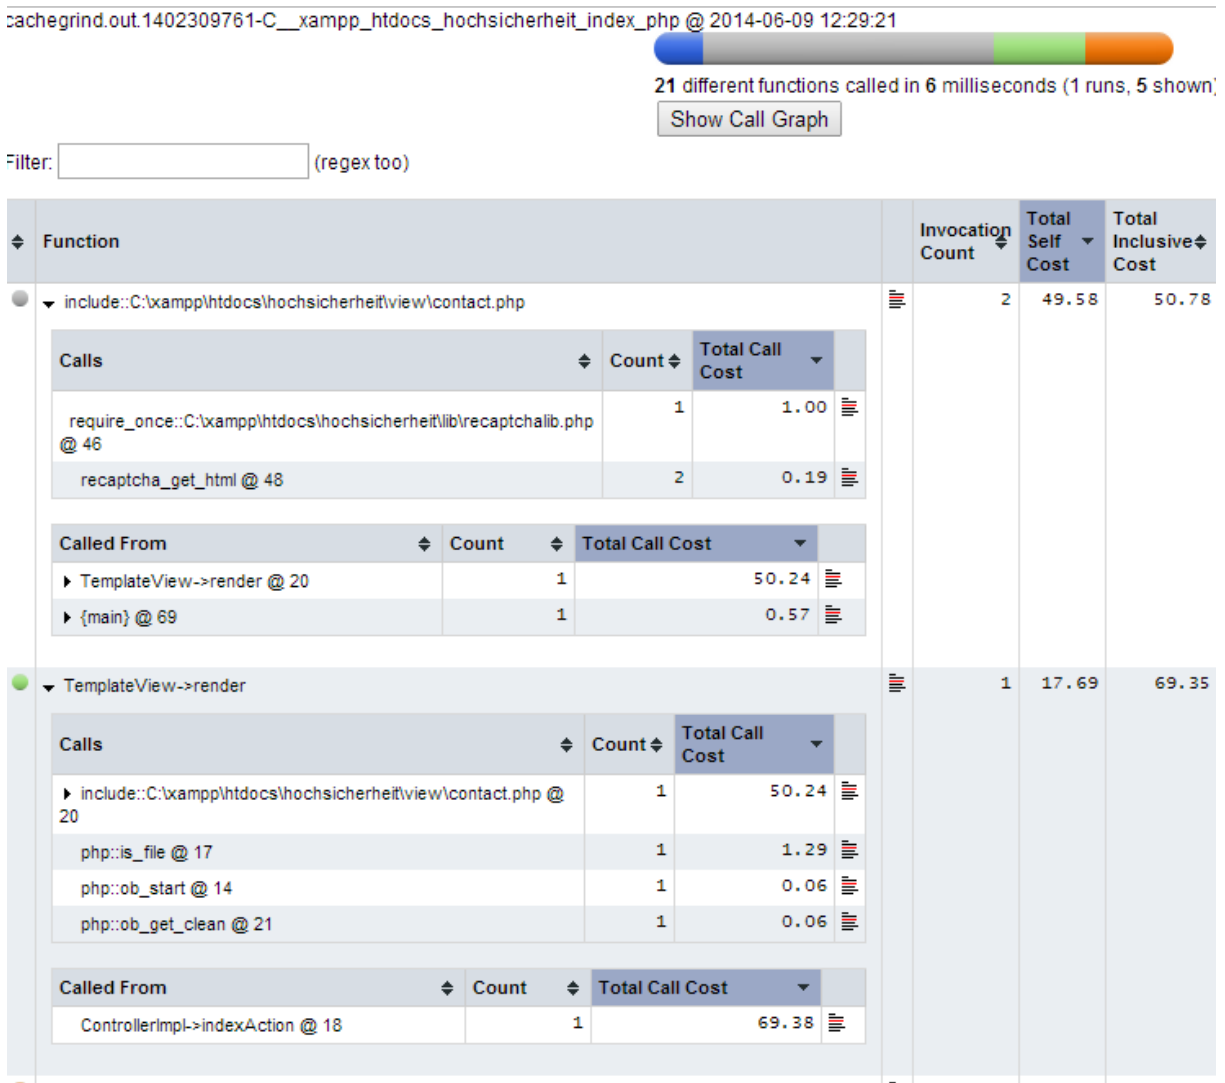 cachegrind.out.1402309761-C__xampp_htdocs_hochsicherheit_index_php @ 2014-06-09 12:29:21
21 different functions called in 6 milliseconds (1 runs, 5 shown)
Show Call Graph
Filter: (regex too)
Function Invocation Count Total Self Cost Total Inclusive Cost
include::C:\xampp\htdocs\hochsicherheit\view\contact.php 2 49.58 50.78
Calls Count Total Call Cost
require_once::C:\xampp\htdocs\hochsicherheit\lib\recaptchalib.php 1 1.00
@ 46
recaptcha_get_html @ 48 2 0.19
Called From Count Total Call Cost
TemplateView->render @ 20 1 50.24
{main} @ 69 1 0.57
TemplateView->render 1 17.69 69.35
Calls Count Total Call Cost
include::C:\xampp\htdocs\hochsicherheit\view\contact.php @ 1 50.24
20
php::is_file @ 17 1 1.29
php::ob_start @ 14 1 0.06
php::ob_get_clean @ 21 1 0.06
Called From Count Total Call Cost
ControllerImpl->indexAction @ 18 1 69.38